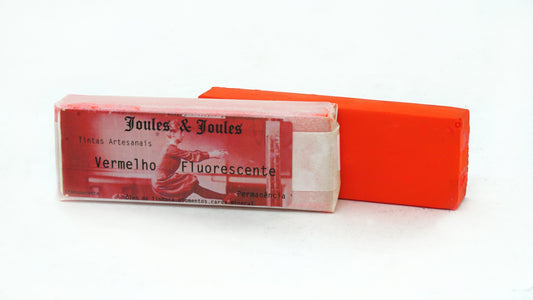 Joules & Joules
Tintas Artesanais
Vermelho Fluorescente
Permanência